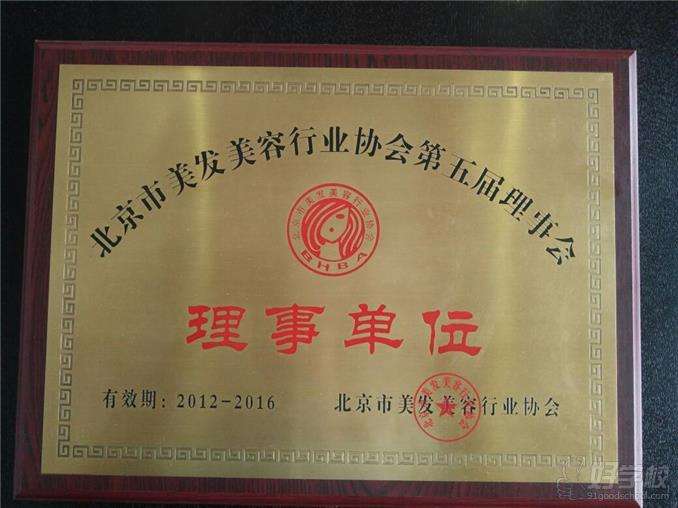 北京市美发美容行业协会第五届理事会
北京市美发美容行业协会
BHBA
理事单位
有效期：2012-2016
北京市美发美容行业协会
北京市美发美容行业协会
好学校
91goodschool.com